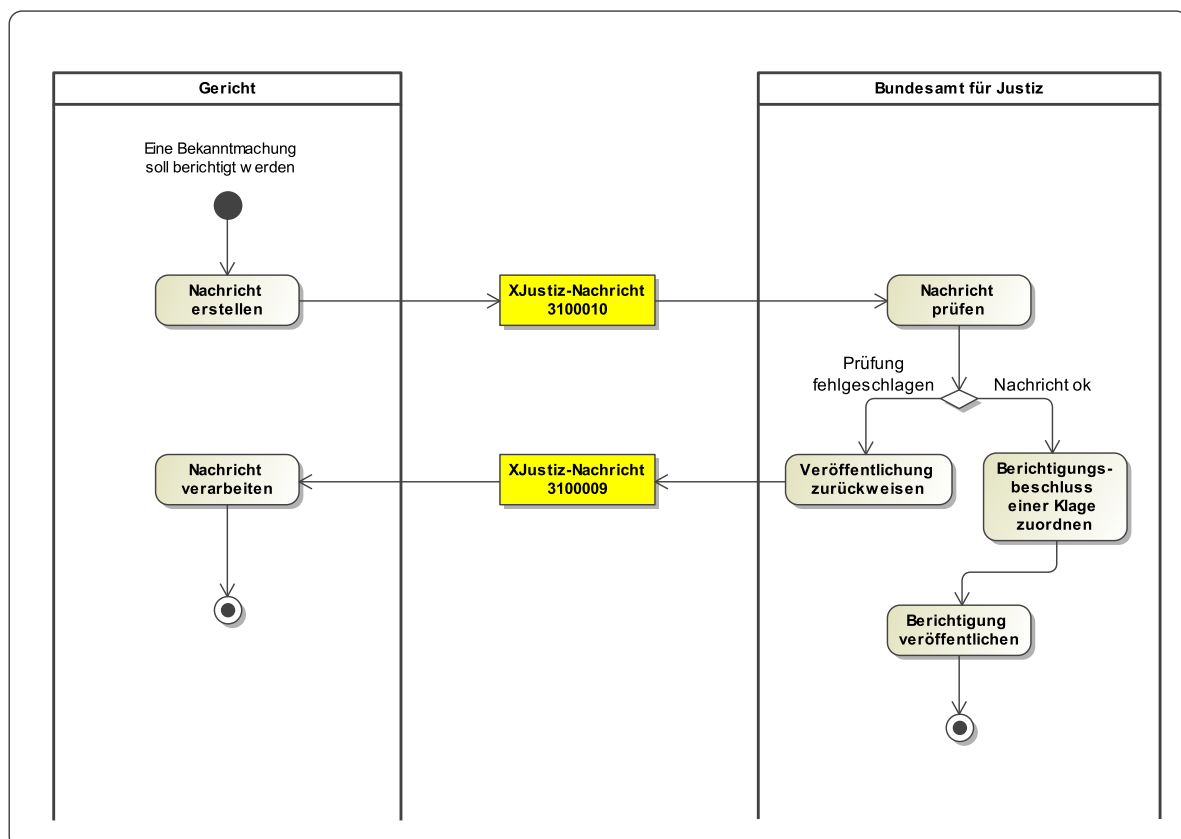 Gericht
Bundesamt für Justiz
Eine Bekanntmachung
soll berichtigt werden
Nachricht
erstellen
XJustiz-Nachricht
3100010
Nachricht
prüfen
Prüfung
fehlgeschlagen
Nachricht ok
Nachricht
verarbeiten
XJustiz-Nachricht
3100009
Veröffentlichung
zurückweisen
Berichtigungs-
beschluss
einer Klage
zuordnen
Berichtigung
veröffentlichen